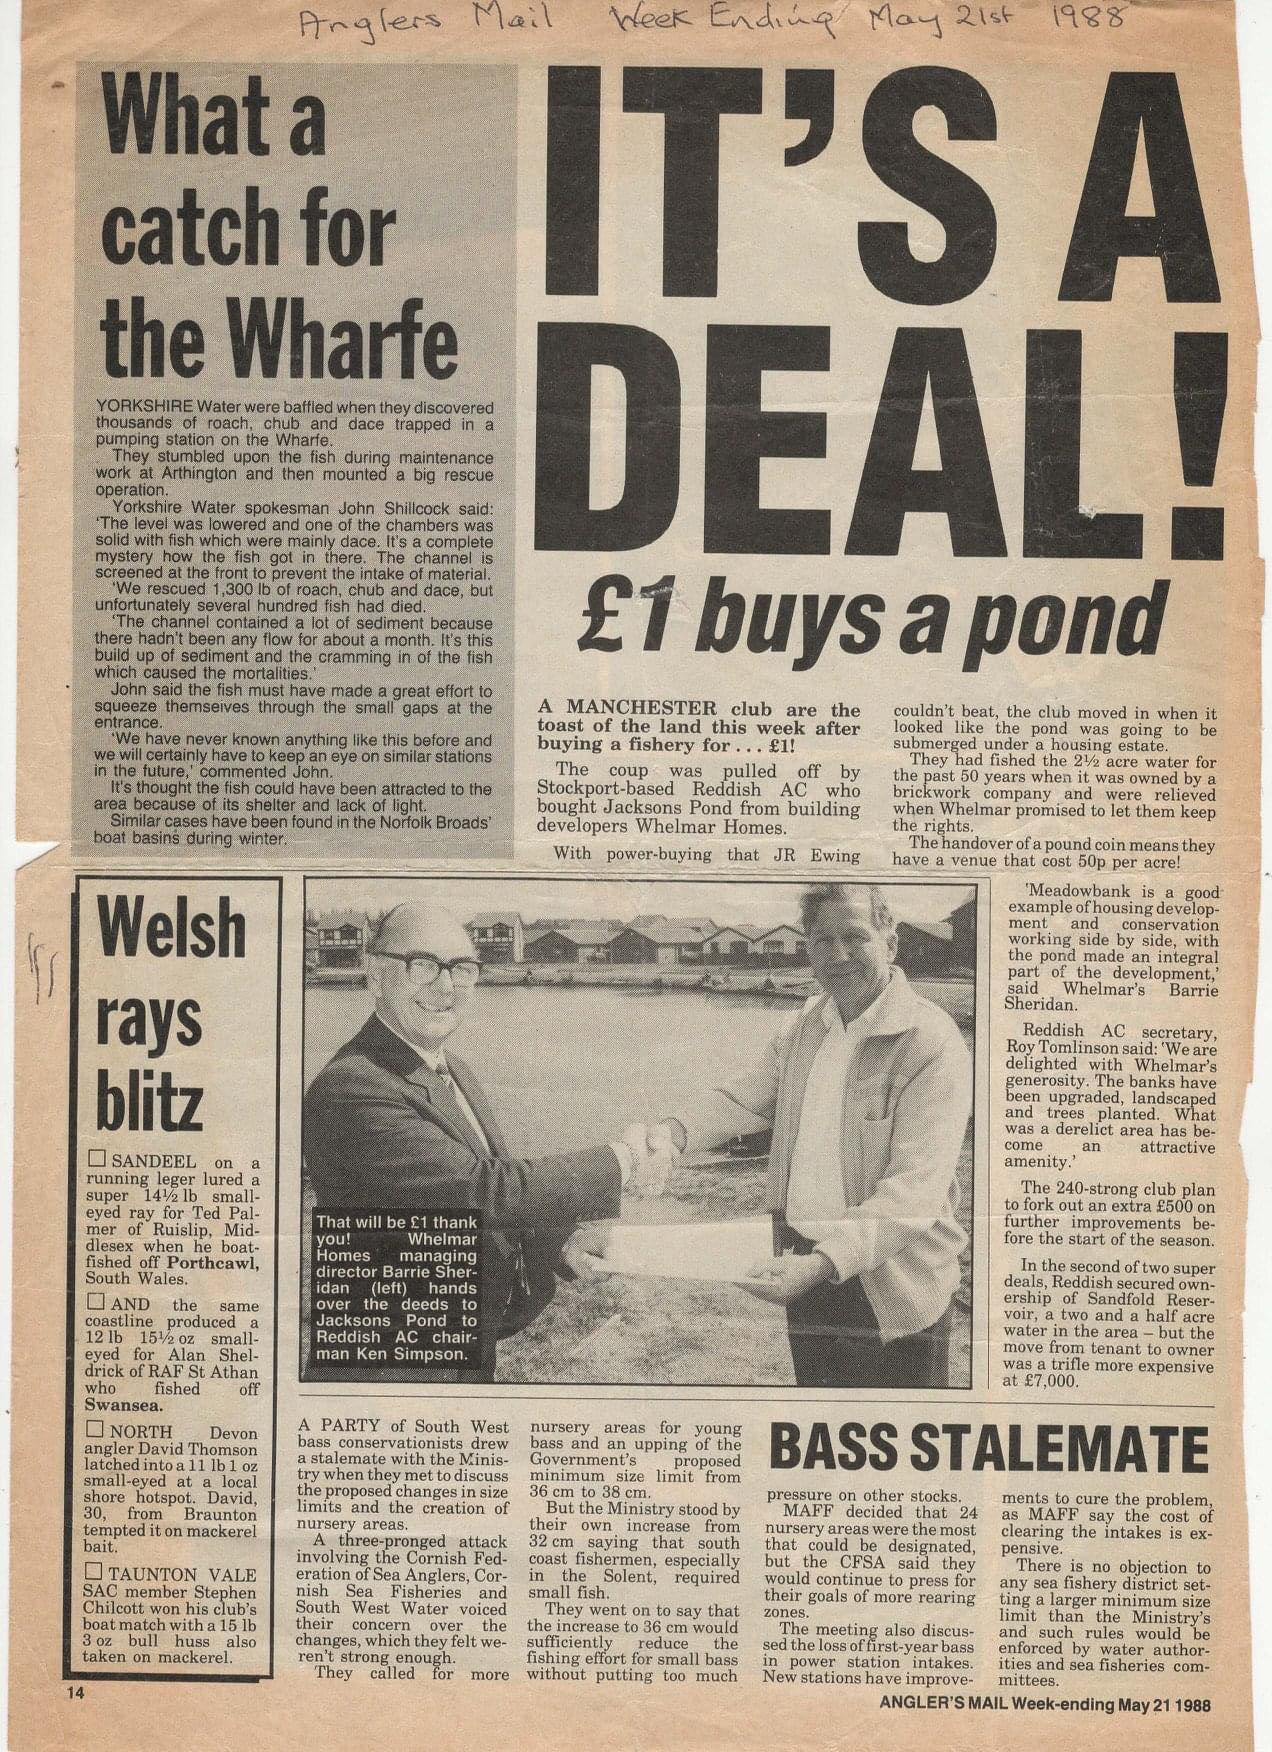 Anglers Mail Week Ending May 21st 1988
What a
catch for
the Wharfe
YORKSHIRE Water were baffled when they discovered
thousands of roach, chub and dace trapped in a
pumping station on the Wharfe.
They stumbled upon the fish during maintenance
work at Arthington and then mounted a big rescue
operation.
Yorkshire Water spokesman John Shillcock said:
'The level was lowered and one of the chambers was
solid with fish which were mainly dace. It's a complete
mystery how the fish got in there. The channel is
screened at the front to prevent the intake of material.
'We rescued 1,300 lb of roach, chub and dace, but
unfortunately several hundred fish had died.
'The channel contained a lot of sediment because
there hadn't been any flow for about a month. It's this
build up of sediment and the cramming in of the fish
which caused the mortalities.'
John said the fish must have made a great effort to
squeeze themselves through the small gaps at the
entrance.
'We have never known anything like this before and
we will certainly have to keep an eye on similar stations
in the future,' commented John.
It's thought the fish could have been attracted to the
area because of its shelter and lack of light.
Similar cases have been found in the Norfolk Broads'
boat basins during winter.
IT'S A
DEAL!
£1 buys a pond
A MANCHESTER club are the
toast of the land this week after
buying a fishery for . . . £1!
The coup was pulled off by
Stockport-based Reddish AC who
bought Jacksons Pond from building
developers Whelmar Homes.
With power-buying that JR Ewing
couldn't beat, the club moved in when it
looked like the pond was going to be
submerged under a housing estate.
They had fished the 2½ acre water for
the past 50 years when it was owned by a
brickwork company and were relieved
when Whelmar promised to let them keep
the rights.
The handover of a pound coin means they
have a venue that cost 50p per acre!
'Meadowbank is a good
example of housing develop-
ment and conservation
working side by side, with
the pond made an integral
part of the development,'
said Whelmar's Barrie
Sheridan.
Reddish AC secretary,
Roy Tomlinson said: 'We are
delighted with Whelmar's
generosity. The banks have
been upgraded, landscaped
and trees planted. What
was a derelict area has be-
come an attractive
amenity.'
The 240-strong club plan
to fork out an extra £500 on
further improvements be-
fore the start of the season.
In the second of two super
deals, Reddish secured own-
ership of Sandfold Reser-
voir, a two and a half acre
water in the area – but the
move from tenant to owner
was a trifle more expensive
at £7,000.
That will be £1 thank
you! Whelmar
Homes managing
director Barrie Sher-
idan (left) hands
over the deeds to
Jacksons Pond to
Reddish AC chair-
man Ken Simpson.
Welsh
rays
blitz
□ SANDEEL on a
running leger lured a
super 14½ lb small-
eyed ray for Ted Pal-
mer of Ruislip, Mid-
dlesex when he boat-
fished off Porthcawl,
South Wales.
□ AND the same
coastline produced a
12 lb 15½ oz small-
eyed for Alan Shel-
drick of RAF St Athan
who fished off
Swansea.
□ NORTH Devon
angler David Thomson
latched into a 11 lb 1 oz
small-eyed at a local
shore hotspot. David,
30, from Braunton
tempted it on mackerel
bait.
□ TAUNTON VALE
SAC member Stephen
Chilcott won his club's
boat match with a 15 lb
3 oz bull huss also
taken on mackerel.
BASS STALEMATE
A PARTY of South West
bass conservationists drew
a stalemate with the Minis-
try when they met to discuss
the proposed changes in size
limits and the creation of
nursery areas.
A three-pronged attack
involving the Cornish Fed-
eration of Sea Anglers, Cor-
nish Sea Fisheries and
South West Water voiced
their concern over the
changes, which they felt we-
ren't strong enough.
They called for more
nursery areas for young
bass and an upping of the
Government's proposed
minimum size limit from
36 cm to 38 cm.
But the Ministry stood by
their own increase from
32 cm saying that south
coast fishermen, especially
in the Solent, required
small fish.
They went on to say that
the increase to 36 cm would
sufficiently reduce the
fishing effort for small bass
without putting too much
pressure on other stocks.
MAFF decided that 24
nursery areas were the most
that could be designated,
but the CFSA said they
would continue to press for
their goals of more rearing
zones.
The meeting also discus-
sed the loss of first-year bass
in power station intakes.
New stations have improve-
ments to cure the problem,
as MAFF say the cost of
clearing the intakes is ex-
pensive.
There is no objection to
any sea fishery district set-
ting a larger minimum size
limit than the Ministry's
and such rules would be
enforced by water author-
ities and sea fisheries com-
mittees.
14
ANGLER'S MAIL Week-ending May 21 1988